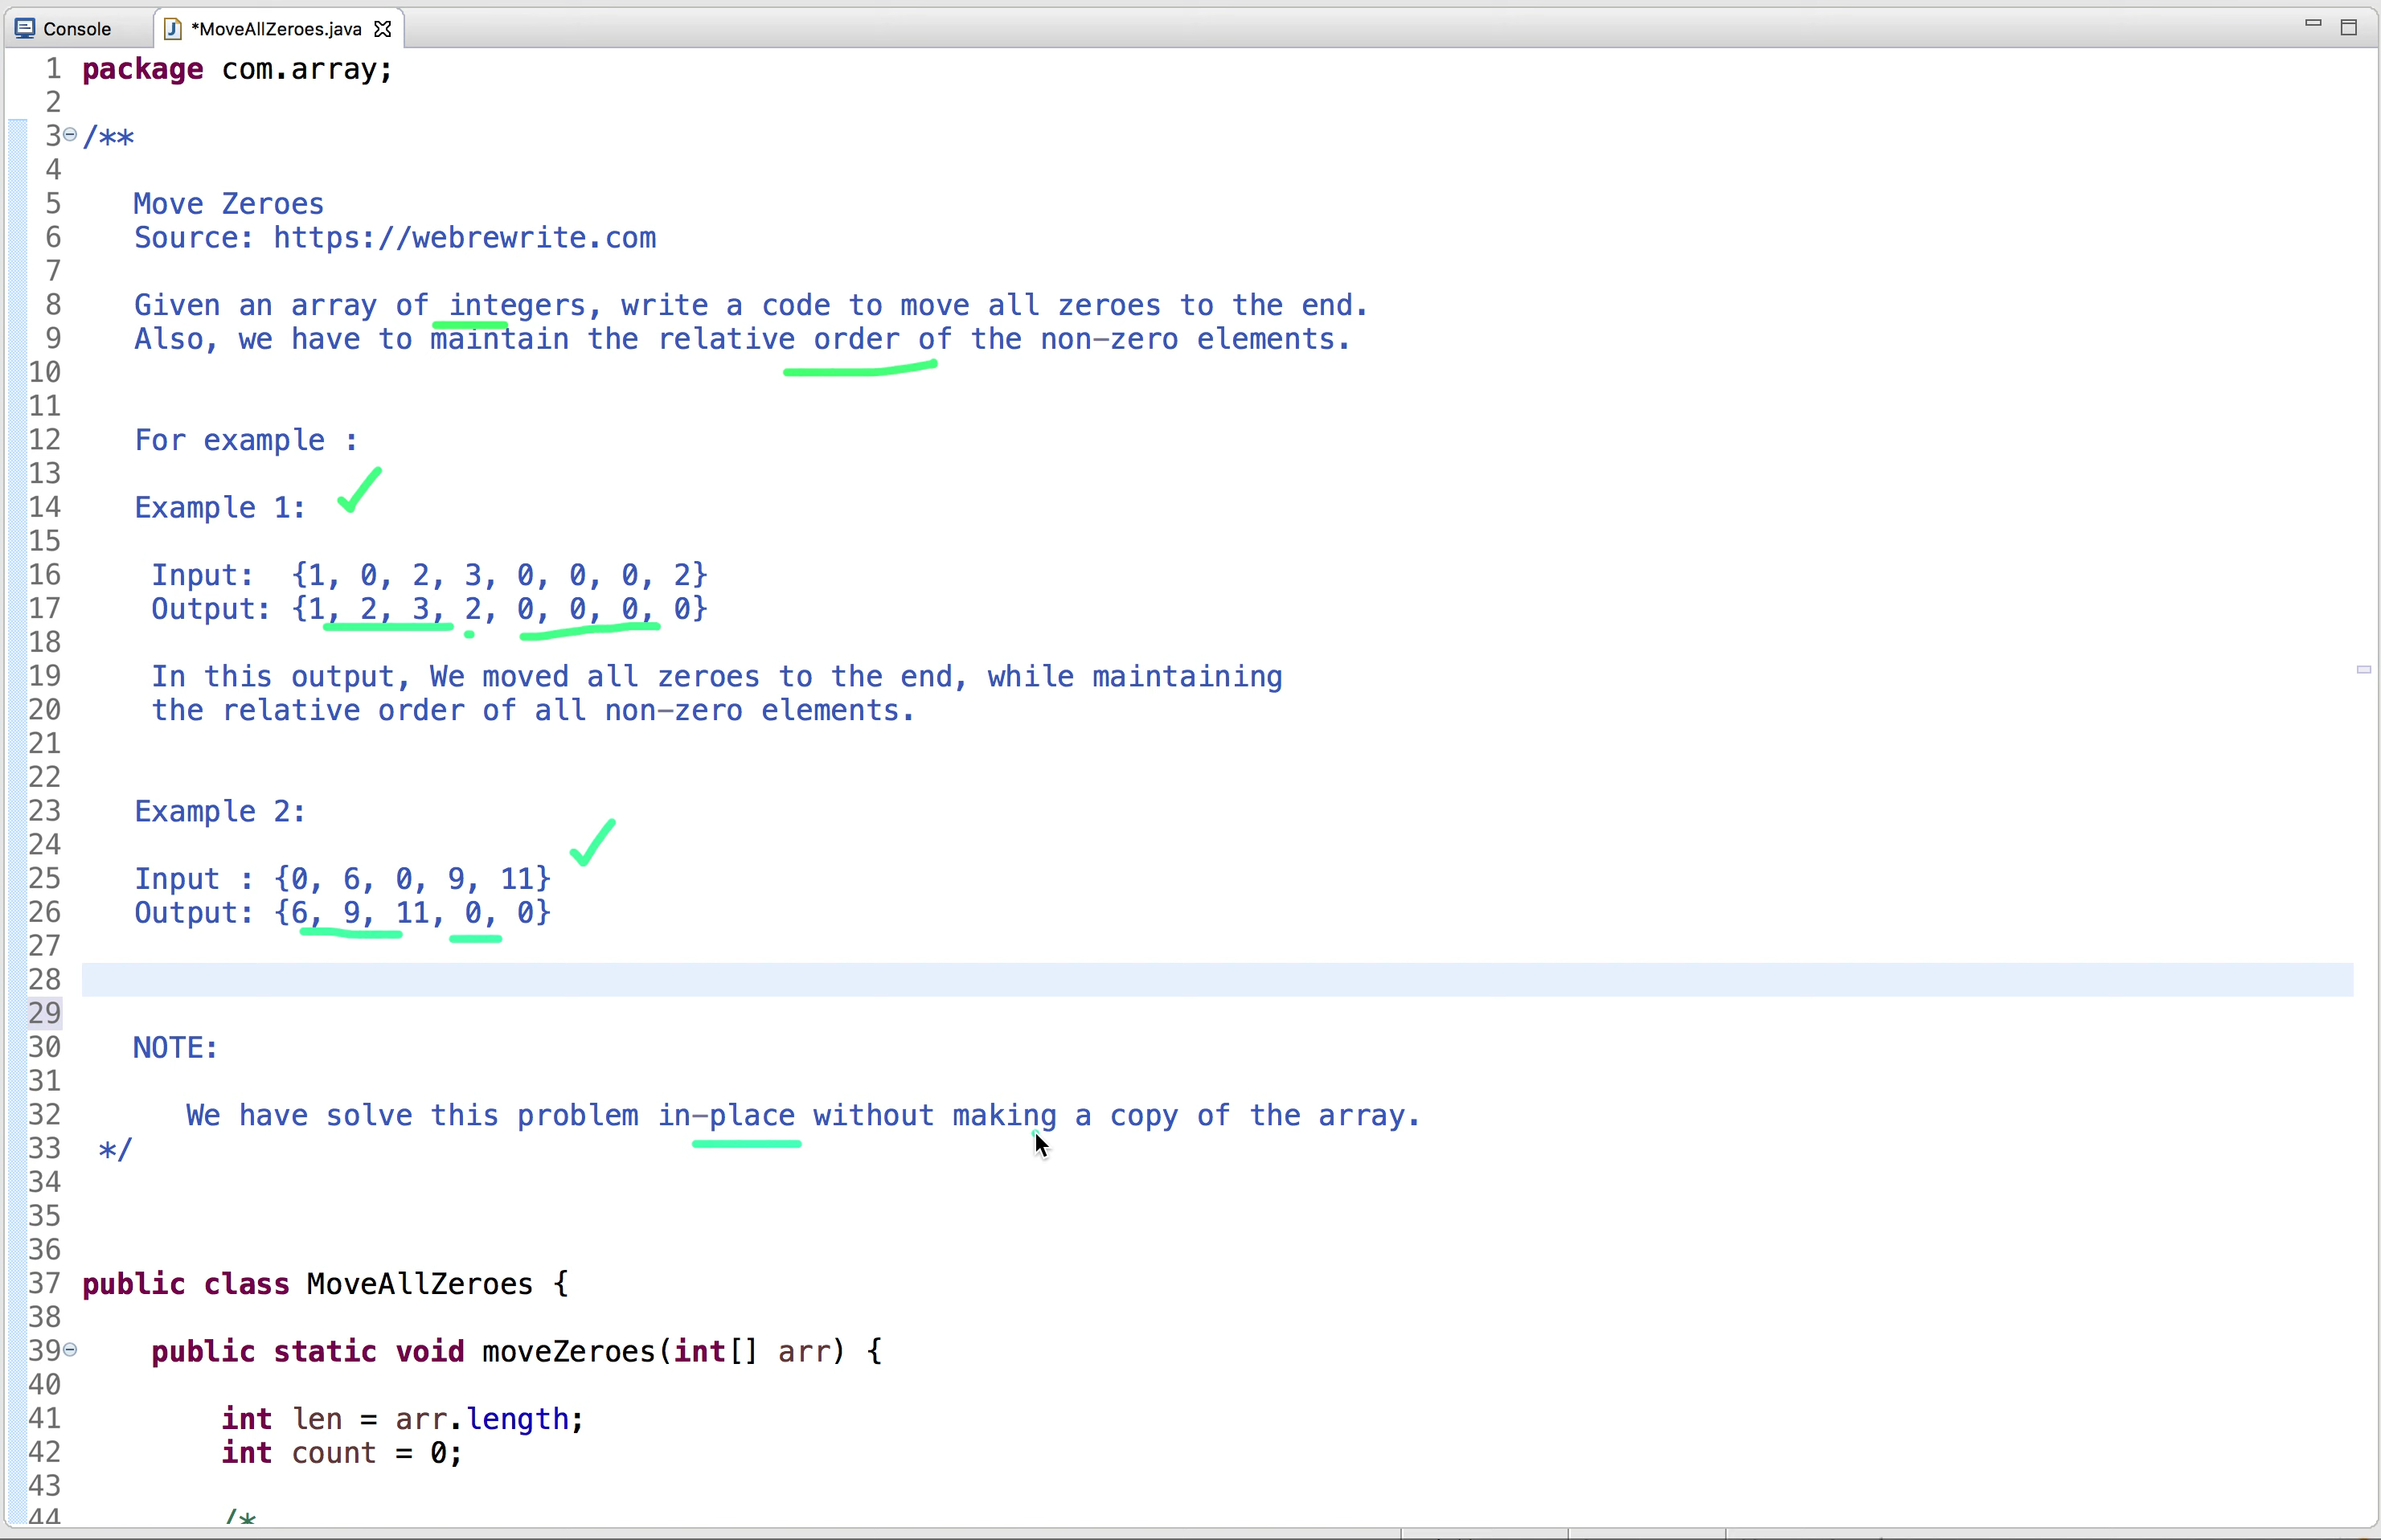 Console *MoveAllZeroes.java
1 package com.array;
2
3 /**
4
5 Move Zeroes
6 Source: https://webrewrite.com
7
8 Given an array of integers, write a code to move all zeroes to the end.
9 Also, we have to maintain the relative order of the non-zero elements.
10
11
12 For example :
13
14 Example 1:
15
16 Input: {1, 0, 2, 3, 0, 0, 0, 2}
17 Output: {1, 2, 3, 2, 0, 0, 0, 0}
18
19 In this output, We moved all zeroes to the end, while maintaining
20 the relative order of all non-zero elements.
21
22
23 Example 2:
24
25 Input : {0, 6, 0, 9, 11}
26 Output: {6, 9, 11, 0, 0}
27
28
29
30 NOTE:
31
32 We have solve this problem in-place without making a copy of the array.
33 */
34
35
36
37 public class MoveAllZeroes {
38
39 public static void moveZeroes(int[] arr) {
40
41 int len = arr.length;
42 int count = 0;
43
44 /*